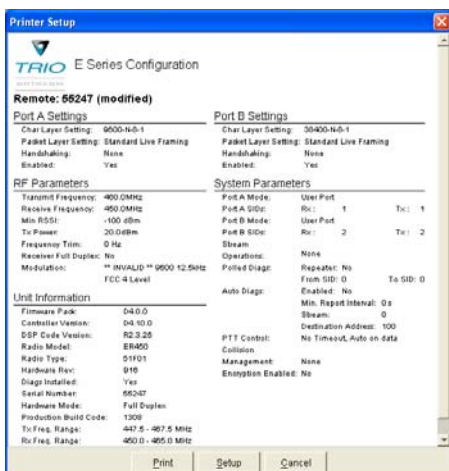 Printer Setup
TRIO E Series Configuration
Remote: 55247 (modified)
Port A Settings
Char Layer Setting: 9600-N-8-1
Packet Layer Setting: Standard Live Framing
Handshaking: None
Enabled: Yes
Port B Settings
Char Layer Setting: 38400-N-8-1
Packet Layer Setting: Standard Live Framing
Handshaking: None
Enabled: Yes
RF Parameters
Transmit Frequency: 460.0MHz
Receive Frequency: 450.0MHz
Min RSSI: -100 dBm
Tx Power: 20.0dBm
Frequency Trim: 0 Hz
Receiver Full Duplex: No
Modulation: ** INVALID ** 9600 12.5kHz
FCC 4 Level
System Parameters
Port A Mode: User Port
Port A SIDs: Rx: 1 Tx: 1
Port B Mode: User Port
Port B SIDs: Rx: 2 Tx: 2
Stream
Operations: None
Polled Diags: Repeater: No
From SID: 0 To SID: 0
Auto Diags: Enabled: No
Min. Report Interval: 0 s
Stream: 0
Destination Address: 100
PTT Control: No Timeout, Auto on data
Collision
Management: None
Encryption Enabled: No
Unit Information
Firmware Pack: 04.0.0
Controller Version: 04.10.0
DSP Code Version: R2.3.26
Radio Model: ER450
Radio Type: 51F01
Hardware Rev: 916
Diags Installed: Yes
Serial Number: 55247
Hardware Mode: Full Duplex
Production Build Code: 1308
Tx Freq. Range: 447.5 - 467.5 MHz
Rx Freq. Range: 450.0 - 465.0 MHz
Print Setup Cancel